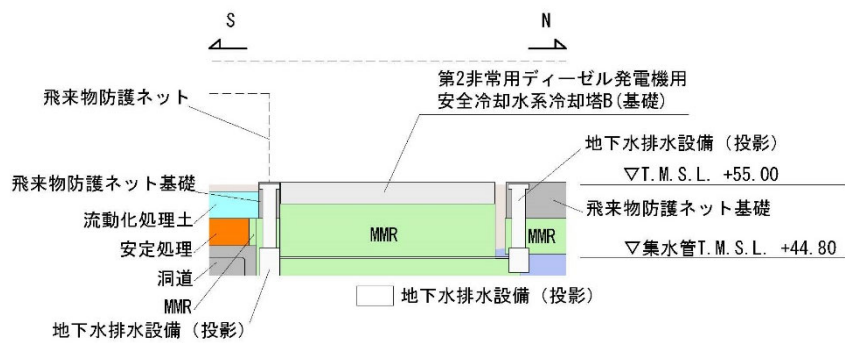 S
N
第2非常用ディーゼル発電機用
安全冷却水系冷却塔B(基礎)
飛来物防護ネット
地下水排水設備（投影）
▽T.M.S.L. +55.00
飛来物防護ネット基礎
飛来物防護ネット基礎
流動化処理土
MMR
MMR
安定処理
▽集水管T.M.S.L. +44.80
洞道
MMR
地下水排水設備（投影）
地下水排水設備（投影）